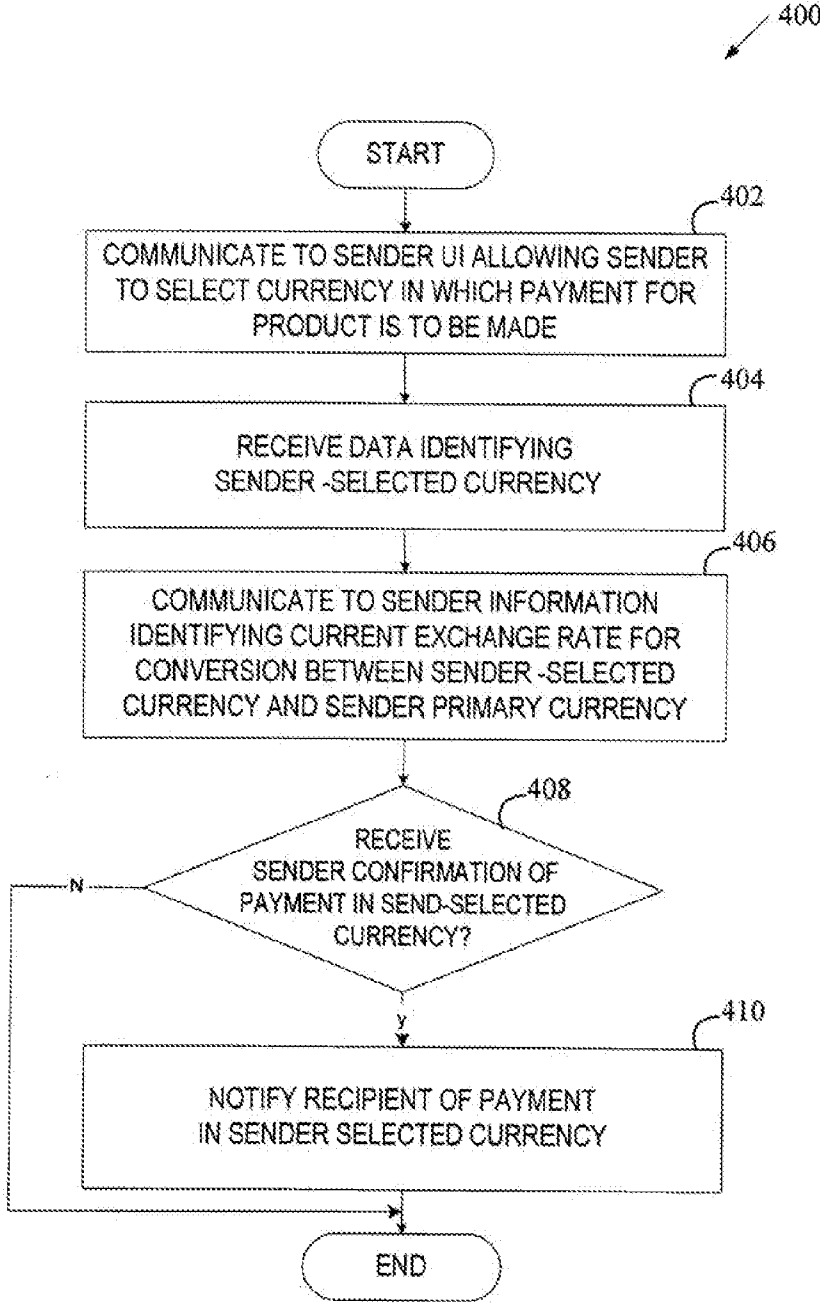 400
START
402
COMMUNICATE TO SENDER UI ALLOWING SENDER
TO SELECT CURRENCY IN WHICH PAYMENT FOR
PRODUCT IS TO BE MADE
404
RECEIVE DATA IDENTIFYING
SENDER -SELECTED CURRENCY
406
COMMUNICATE TO SENDER INFORMATION
IDENTIFYING CURRENT EXCHANGE RATE FOR
CONVERSION BETWEEN SENDER -SELECTED
CURRENCY AND SENDER PRIMARY CURRENCY
408
RECEIVE
SENDER CONFIRMATION OF
PAYMENT IN SEND-SELECTED
CURRENCY?
N
Y
410
NOTIFY RECIPIENT OF PAYMENT
IN SENDER SELECTED CURRENCY
END